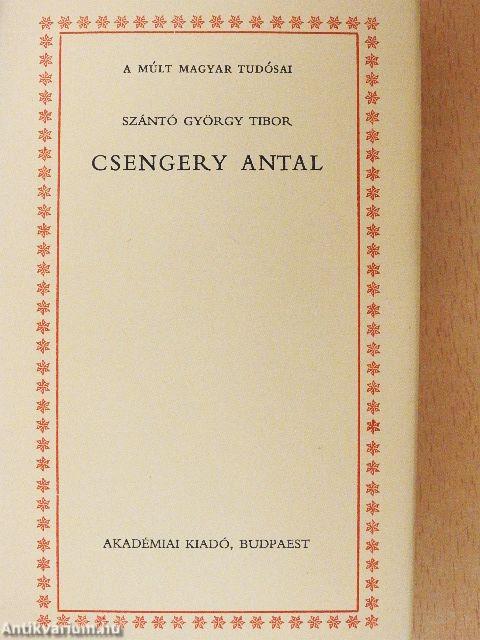 A MÚLT MAGYAR TUDÓSAI
SZÁNTÓ GYÖRGY TIBOR
CSENGERY ANTAL
AKADÉMIAI KIADÓ, BUDPAEST
Antikvarium.hu